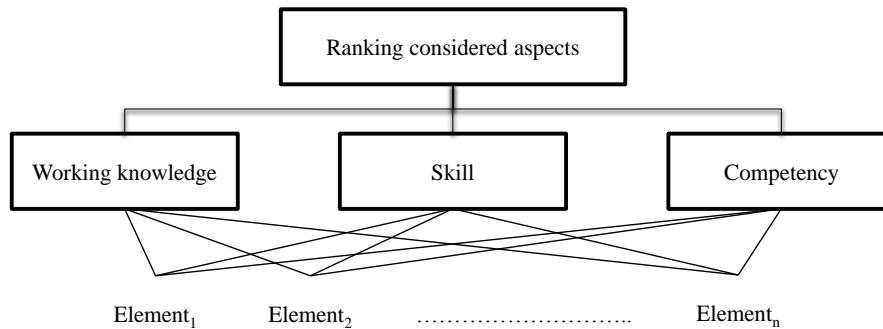 Ranking considered aspects
Working knowledge Skill Competency
Element₁ Element₂ ……………………….. Elementₙ